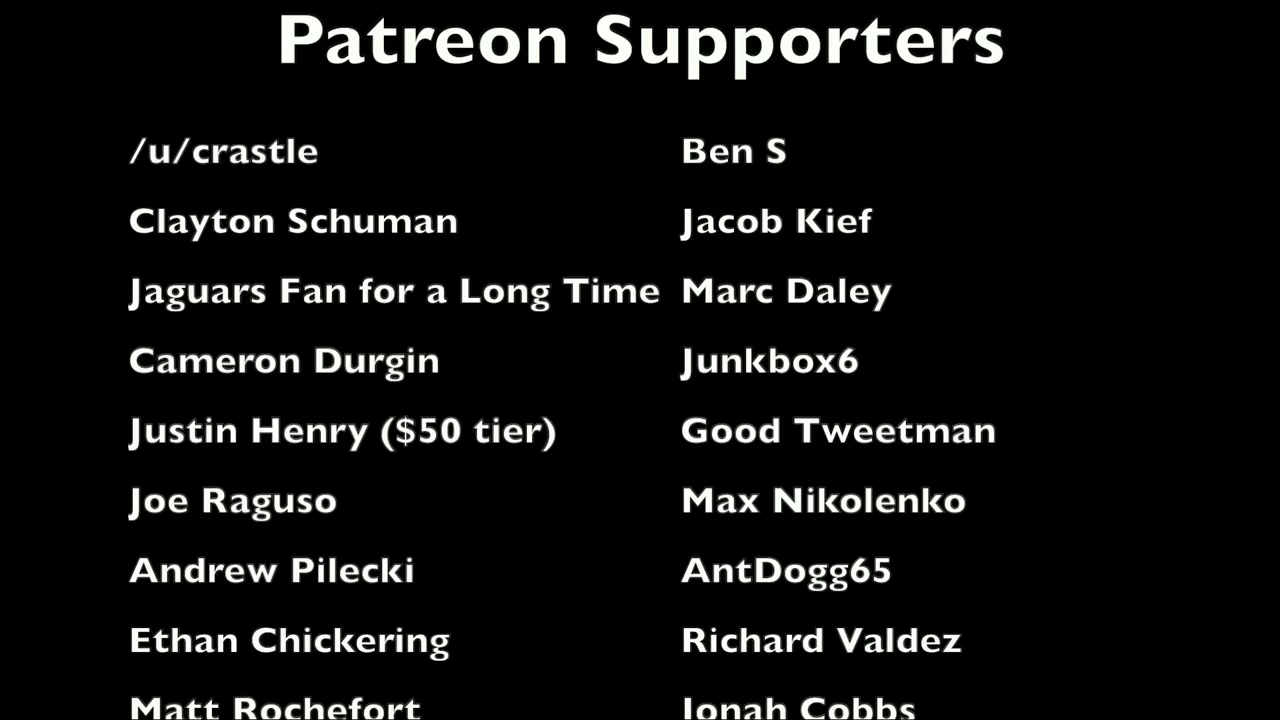 Patreon Supporters
/u/crastle
Ben S
Clayton Schuman
Jacob Kief
Jaguars Fan for a Long Time
Marc Daley
Cameron Durgin
Junkbox6
Justin Henry ($50 tier)
Good Tweetman
Joe Raguso
Max Nikolenko
Andrew Pilecki
AntDogg65
Ethan Chickering
Richard Valdez
Matt Rochefort
Jonah Cobbs